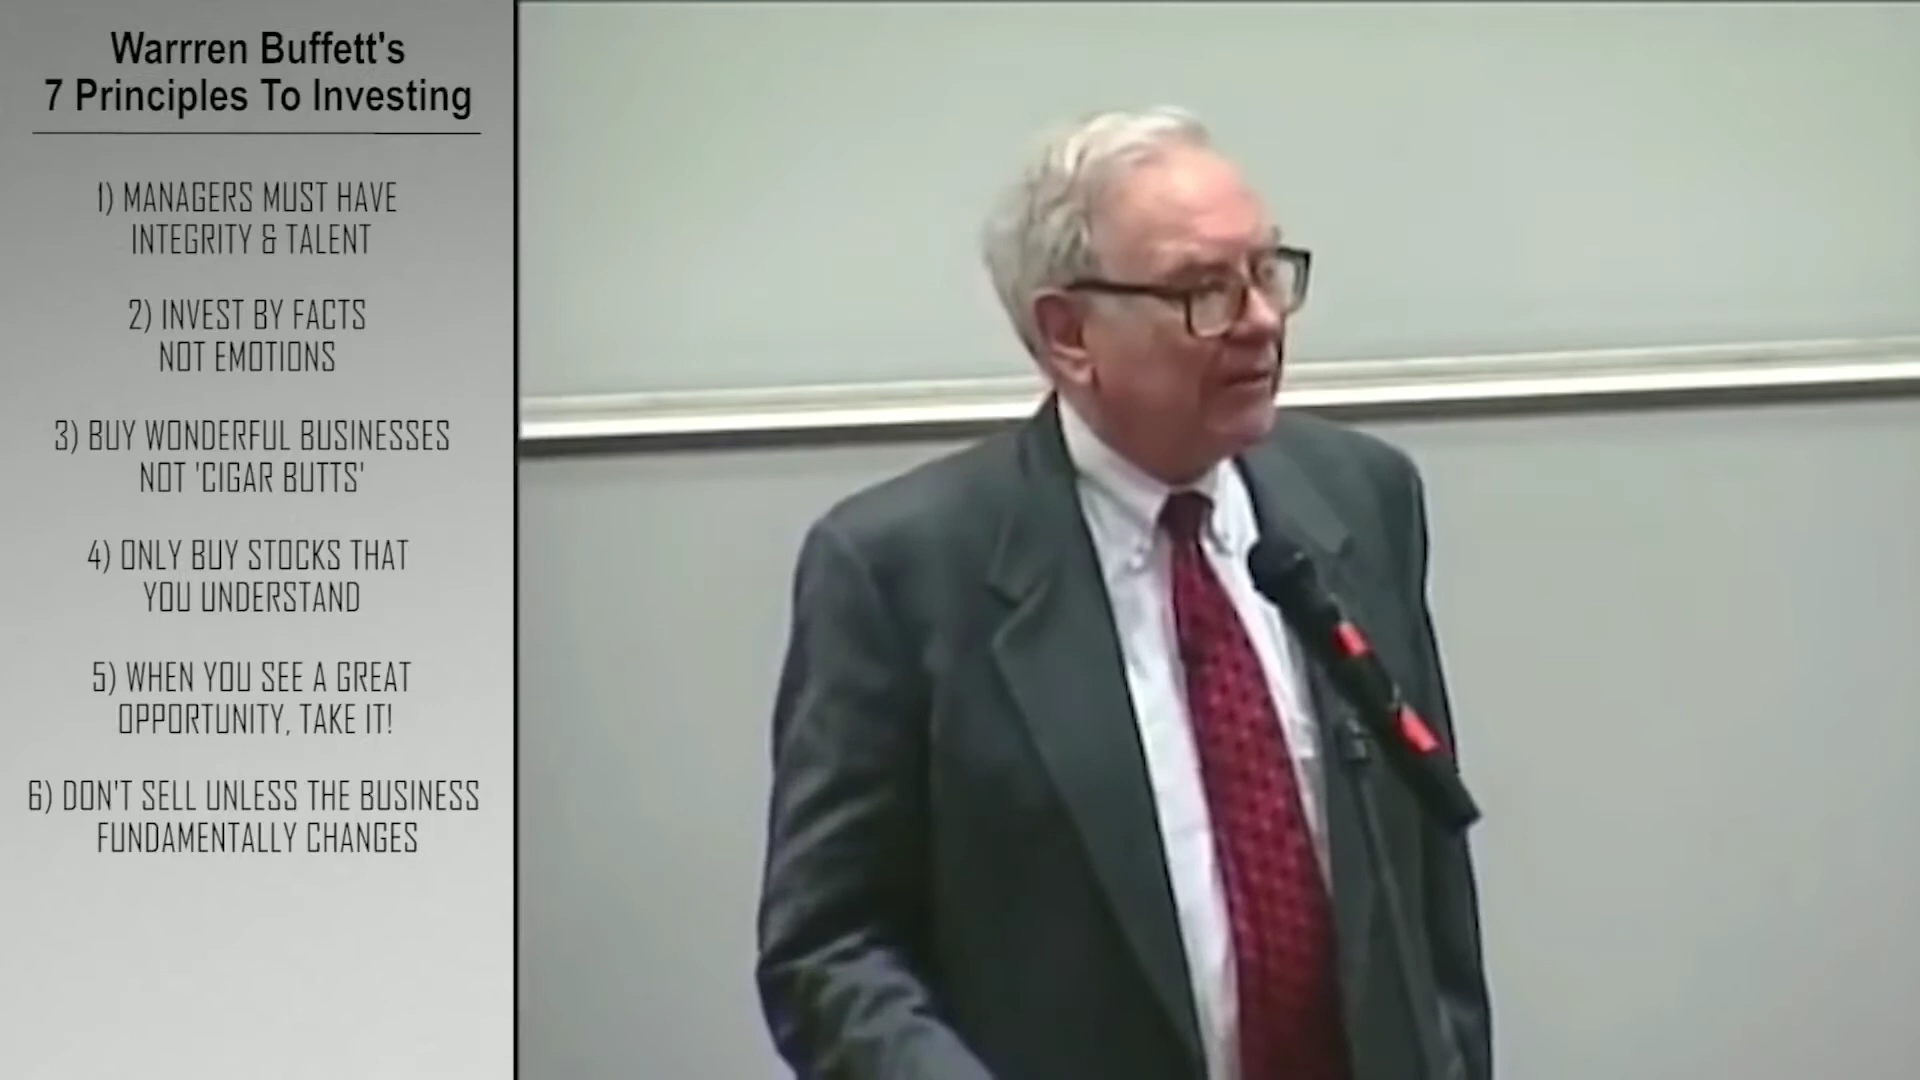 Warrren Buffett's
7 Principles To Investing
1) MANAGERS MUST HAVE
INTEGRITY & TALENT
2) INVEST BY FACTS
NOT EMOTIONS
3) BUY WONDERFUL BUSINESSES
NOT 'CIGAR BUTTS'
4) ONLY BUY STOCKS THAT
YOU UNDERSTAND
5) WHEN YOU SEE A GREAT
OPPORTUNITY, TAKE IT!
6) DON'T SELL UNLESS THE BUSINESS
FUNDAMENTALLY CHANGES